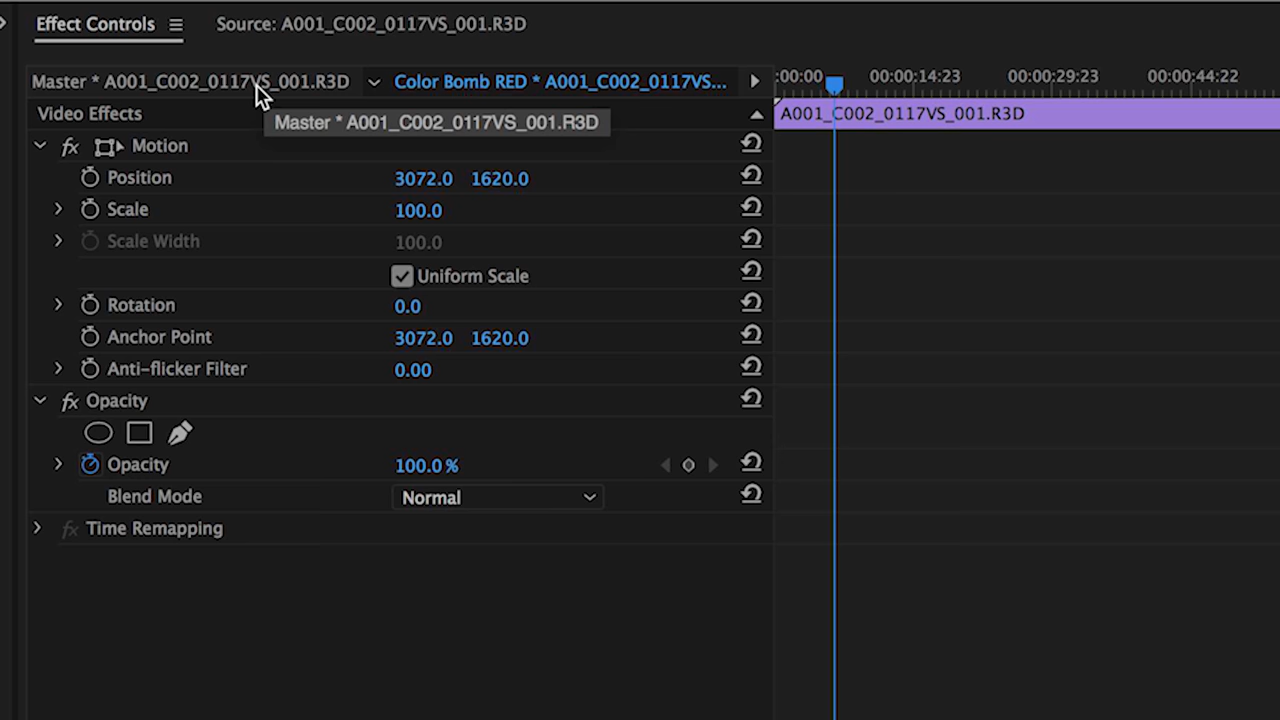 Effect Controls Source: A001_C002_0117VS_001.R3D
Master * A001_C002_0117VS_001.R3D Color Bomb RED * A001_C002_0117VS... :00:00 00:00:14:23 00:00:29:23 00:00:44:22
Video Effects A001_C002_0117VS_001.R3D
Master * A001_C002_0117VS_001.R3D
fx Motion
Position 3072.0 1620.0
Scale 100.0
Scale Width 100.0
Uniform Scale
Rotation 0.0
Anchor Point 3072.0 1620.0
Anti-flicker Filter 0.00
fx Opacity
Opacity 100.0 %
Blend Mode Normal
fx Time Remapping